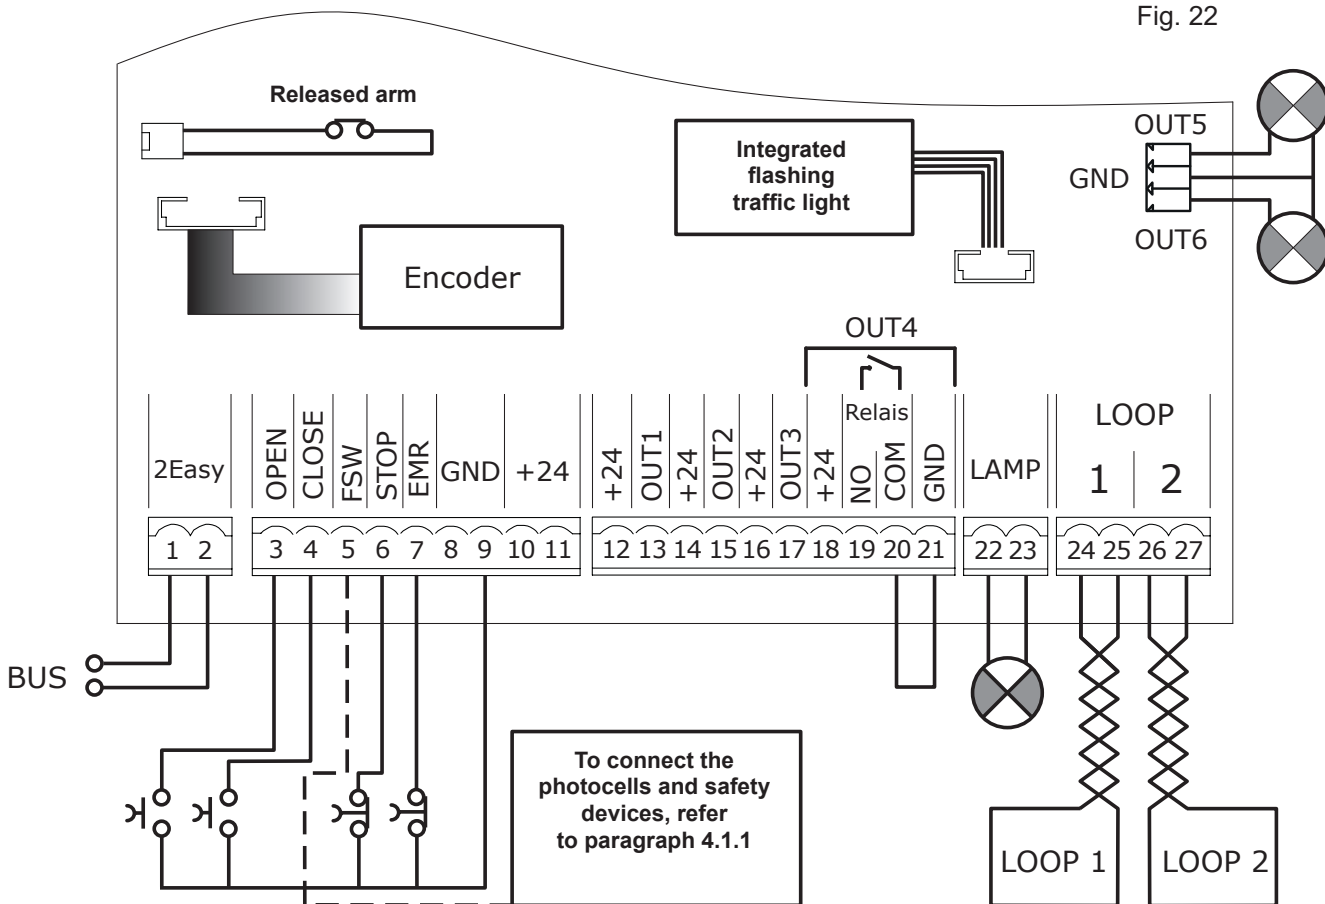 Fig. 22
Released arm
Integrated
flashing
traffic light
OUT5
GND
OUT6
Encoder
OUT4
Relais
2Easy
OPEN
CLOSE
FSW
STOP
EMR
GND
+24
+24
OUT1
+24
OUT2
+24
OUT3
+24
NO
COM
GND
LAMP
LOOP
1 2
1 2 3 4 5 6 7 8 9 10 11 12 13 14 15 16 17 18 19 20 21 22 23 24 25 26 27
BUS
To connect the
photocells and safety
devices, refer
to paragraph 4.1.1
LOOP 1
LOOP 2